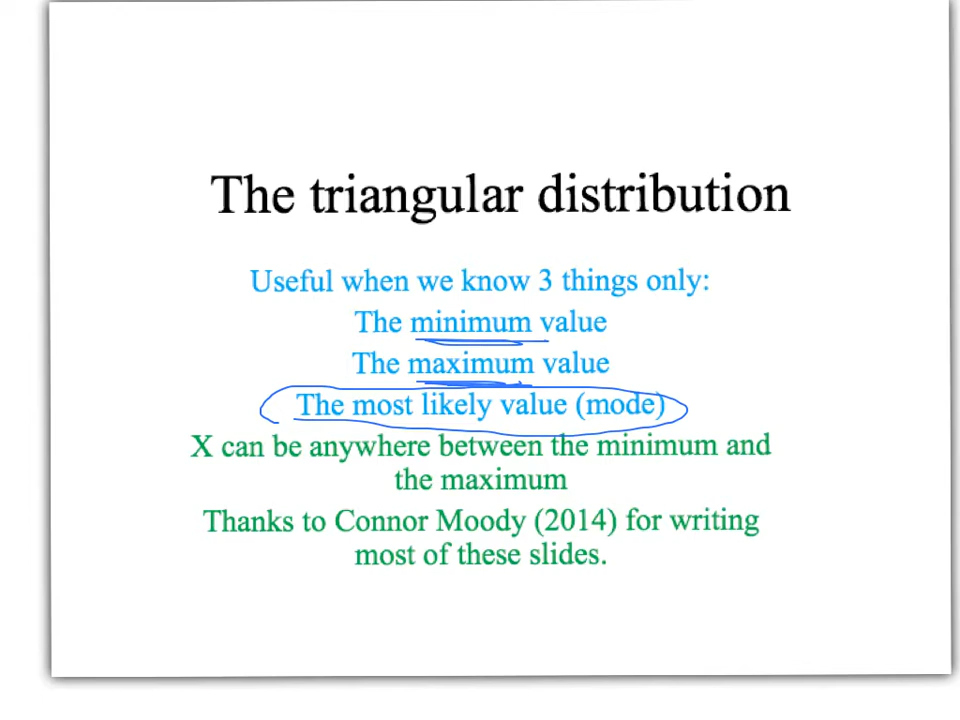 The triangular distribution
Useful when we know 3 things only:
The minimum value
The maximum value
The most likely value (mode)
X can be anywhere between the minimum and
the maximum
Thanks to Connor Moody (2014) for writing
most of these slides.